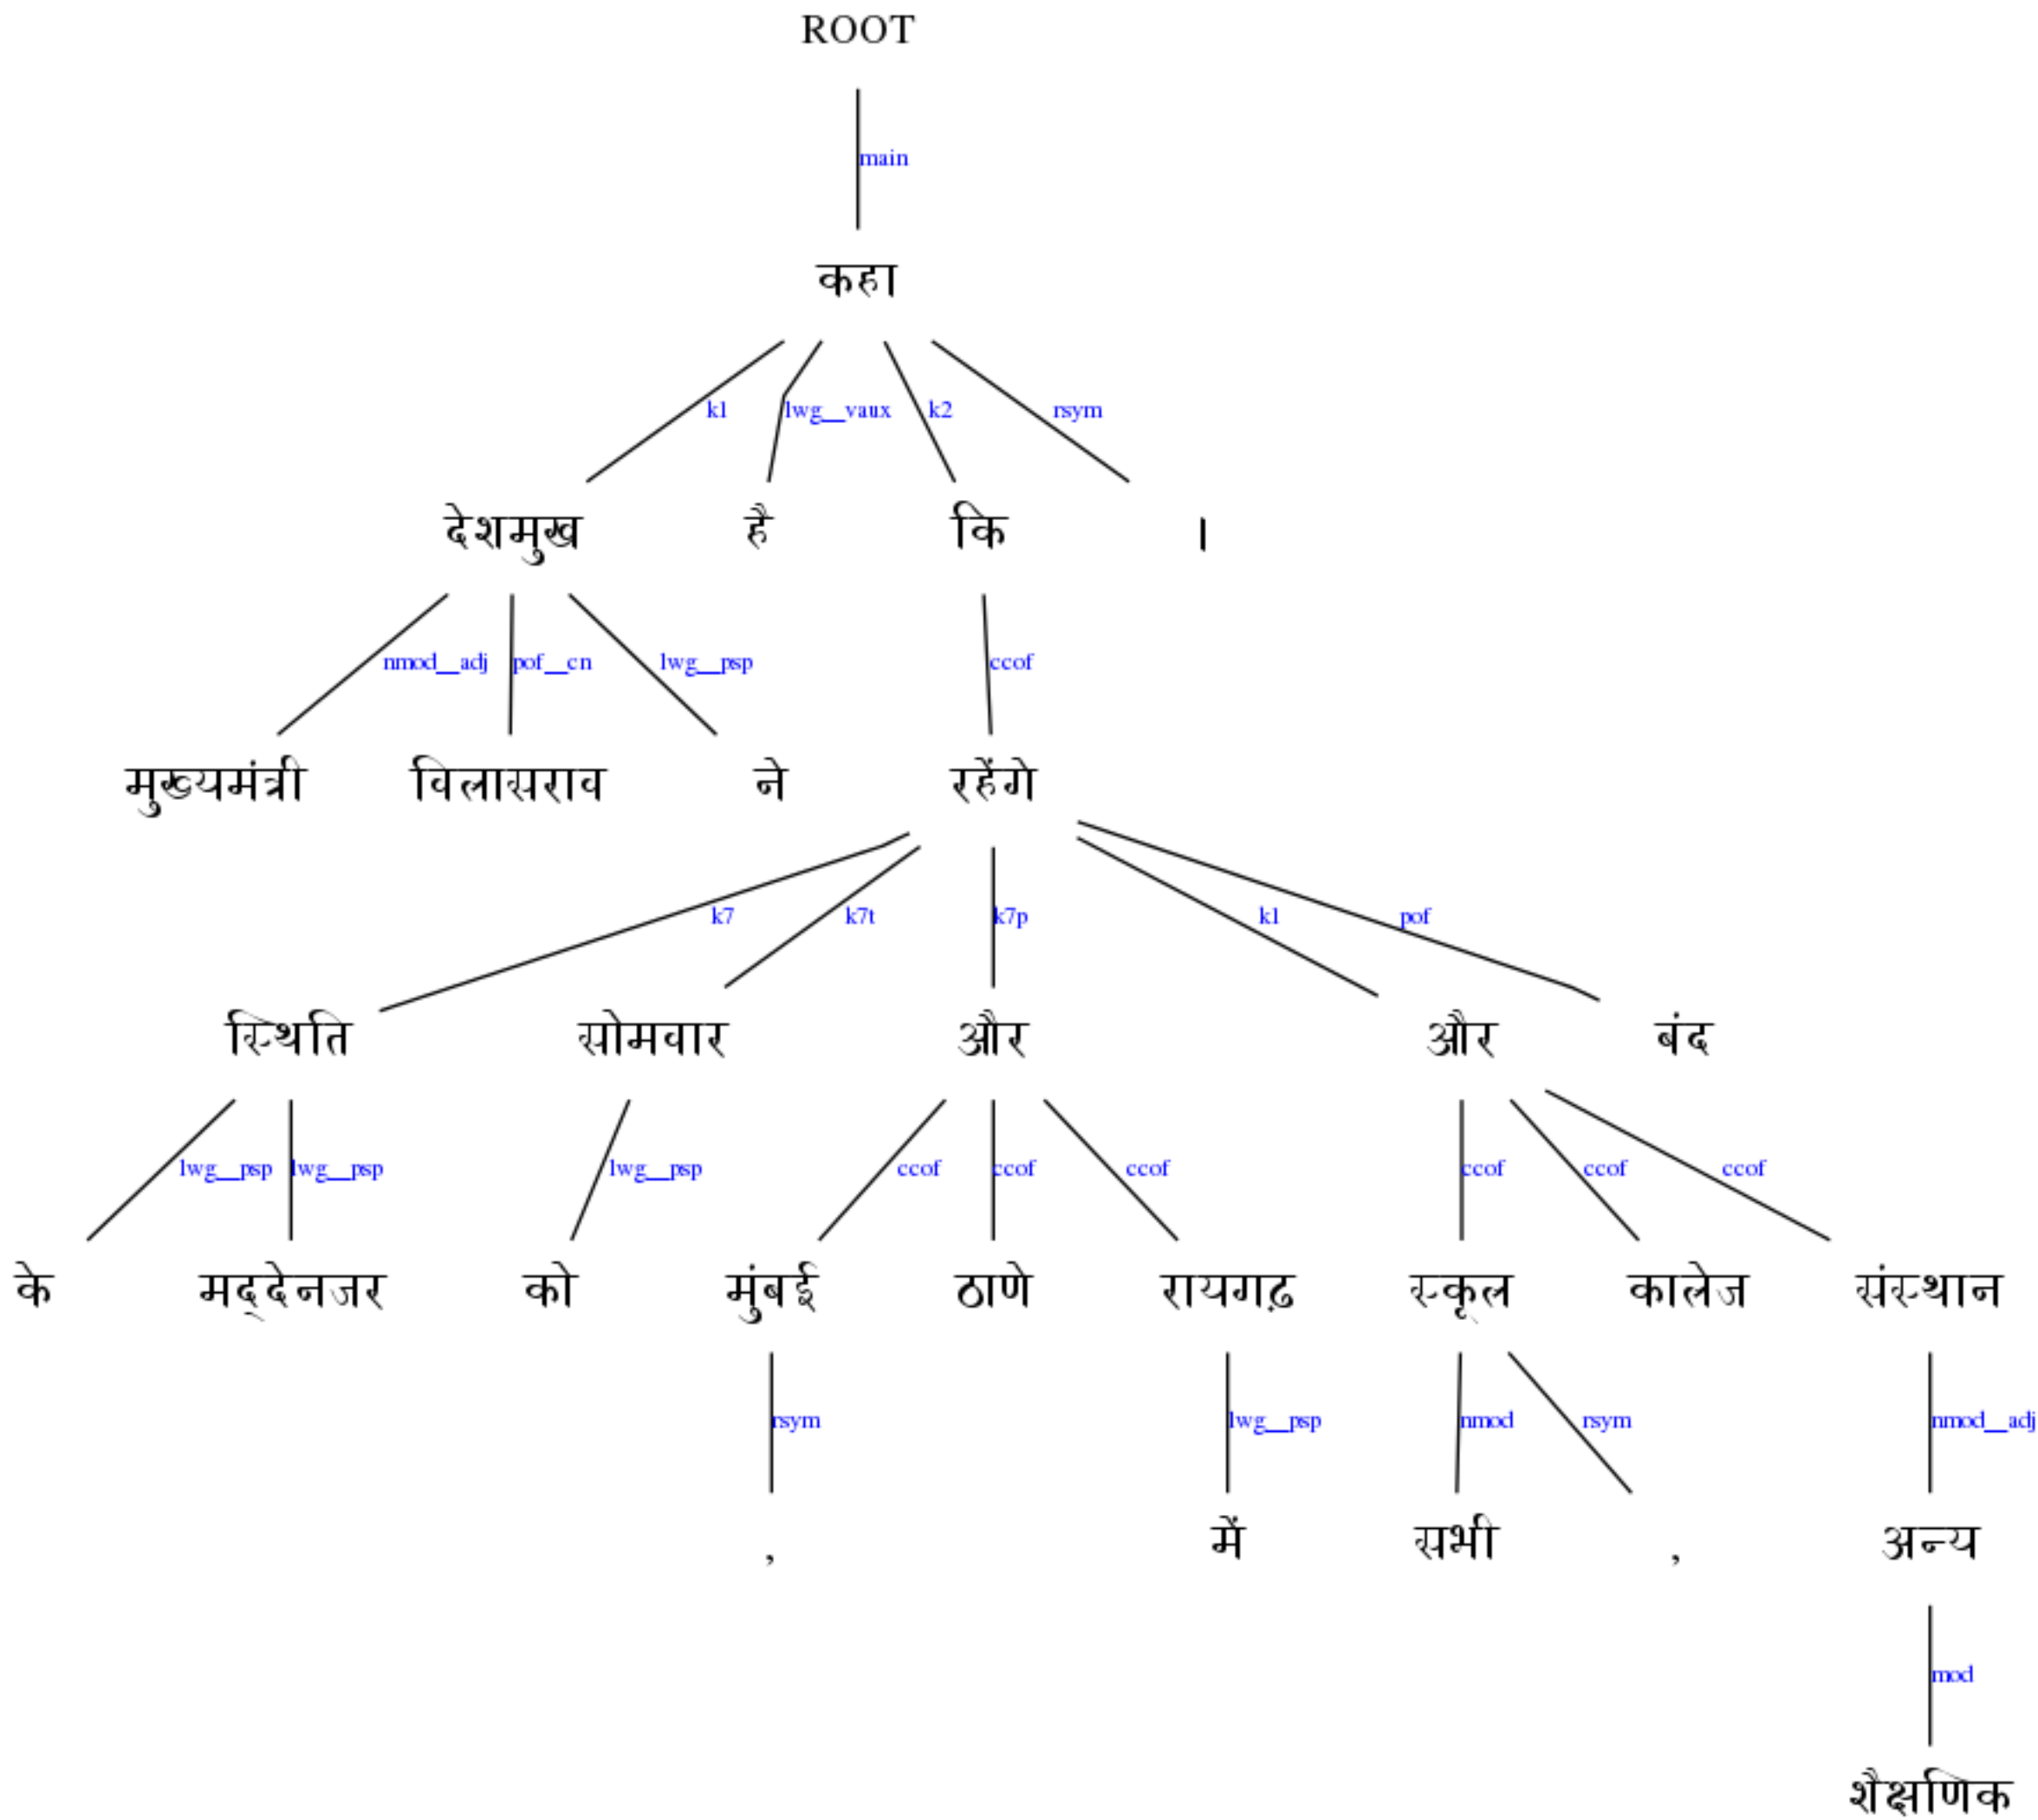 ROOT
main
कहा
k1 lwg__vaux k2 rsym
देशमुख है कि ।
nmod__adj pof__cn lwg__psp ccof
मुख्यमंत्री विलासराव ने रहेंगे
k7 k7t k7p k1 pof
स्थिति सोमवार और और बंद
lwg__psp lwg__psp lwg__psp ccof ccof ccof ccof ccof ccof
के मद्देनजर को मुंबई ठाणे रायगढ़ स्कूल कालेज संस्थान
rsym lwg__psp nmod rsym nmod__adj
, में सभी , अन्य
mod
शैक्षणिक